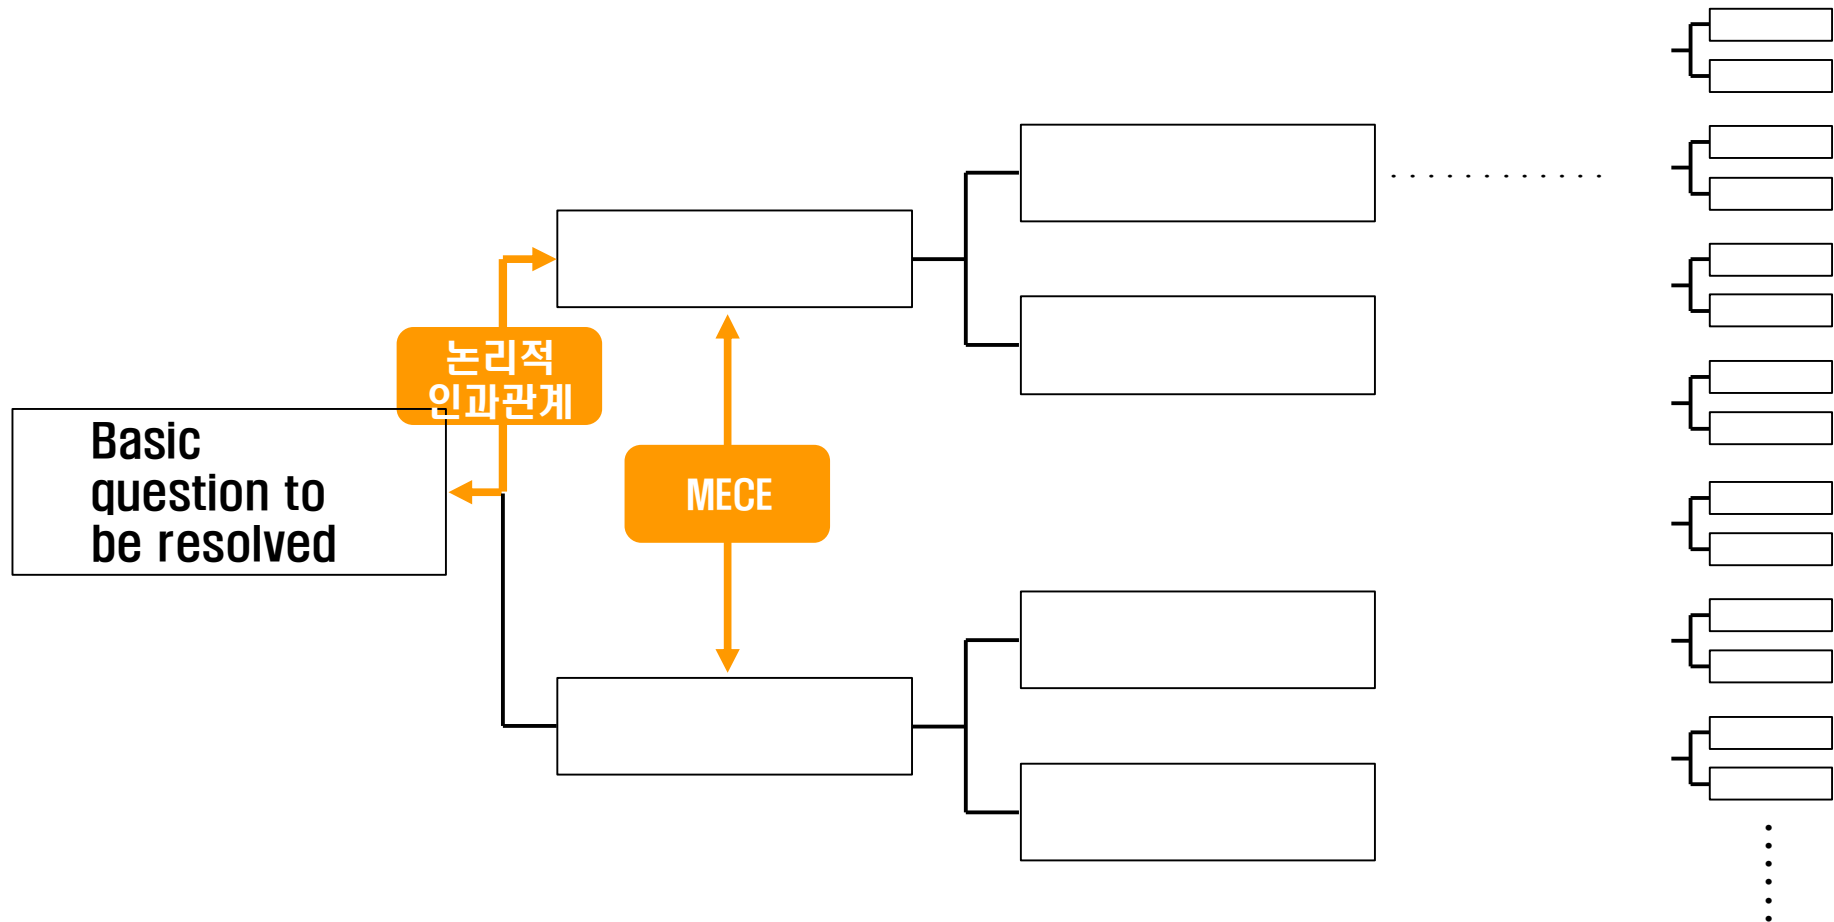 논리적
인과관계
Basic
question to
be resolved
MECE